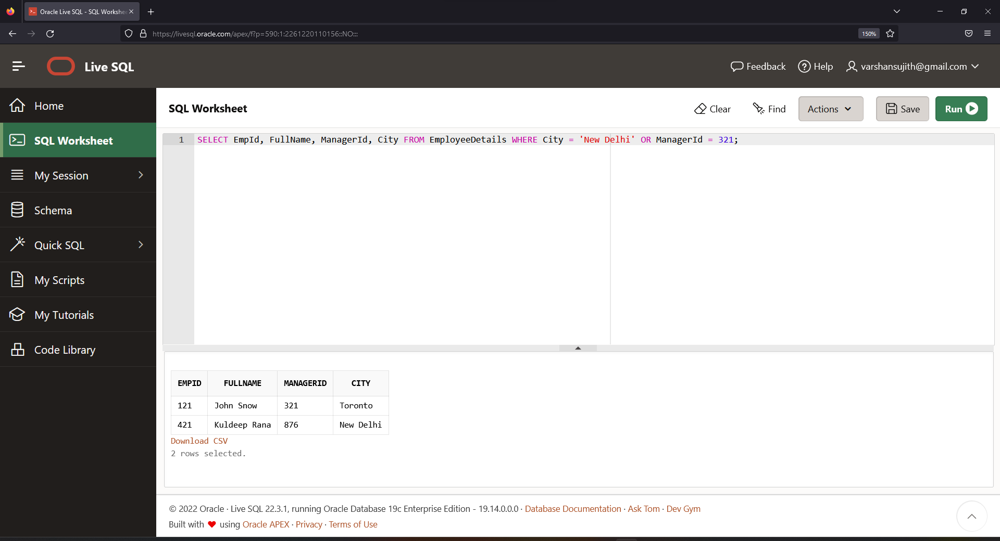 Oracle Live SQL - SQL Workshe
https://livesql.oracle.com/apex/f?p=590:1:2261220110156::NO:::
150%
Live SQL
Feedback
Help
varshansujith@gmail.com
Home
SQL Worksheet
My Session
Schema
Quick SQL
My Scripts
My Tutorials
Code Library
SQL Worksheet
Clear
Find
Actions
Save
Run
1 SELECT EmpId, FullName, ManagerId, City FROM EmployeeDetails WHERE City = 'New Delhi' OR ManagerId = 321;
EMPID FULLNAME MANAGERID CITY
121 John Snow 321 Toronto
421 Kuldeep Rana 876 New Delhi
Download CSV
2 rows selected.
© 2022 Oracle · Live SQL 22.3.1, running Oracle Database 19c Enterprise Edition - 19.14.0.0.0 · Database Documentation · Ask Tom · Dev Gym
Built with ❤ using Oracle APEX · Privacy · Terms of Use